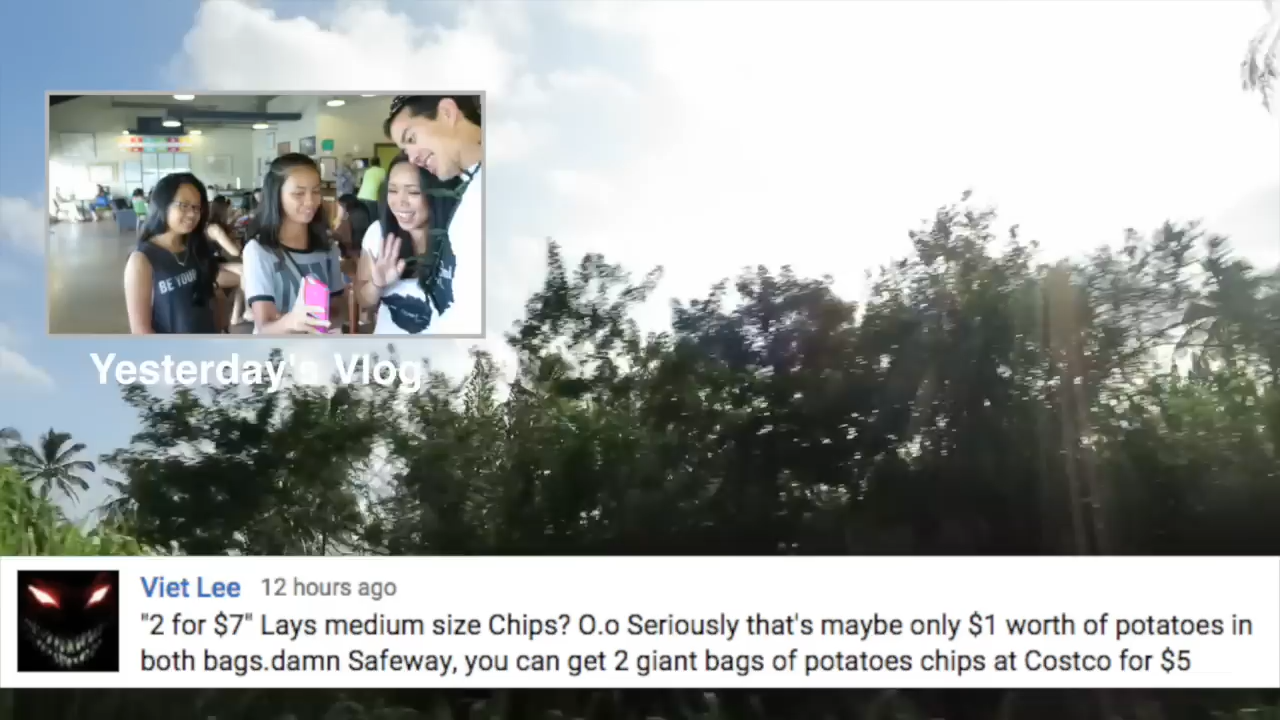 BE YOUR
Yesterday's Vlog
Viet Lee 12 hours ago
"2 for $7" Lays medium size Chips? O.o Seriously that's maybe only $1 worth of potatoes in
both bags.damn Safeway, you can get 2 giant bags of potatoes chips at Costco for $5